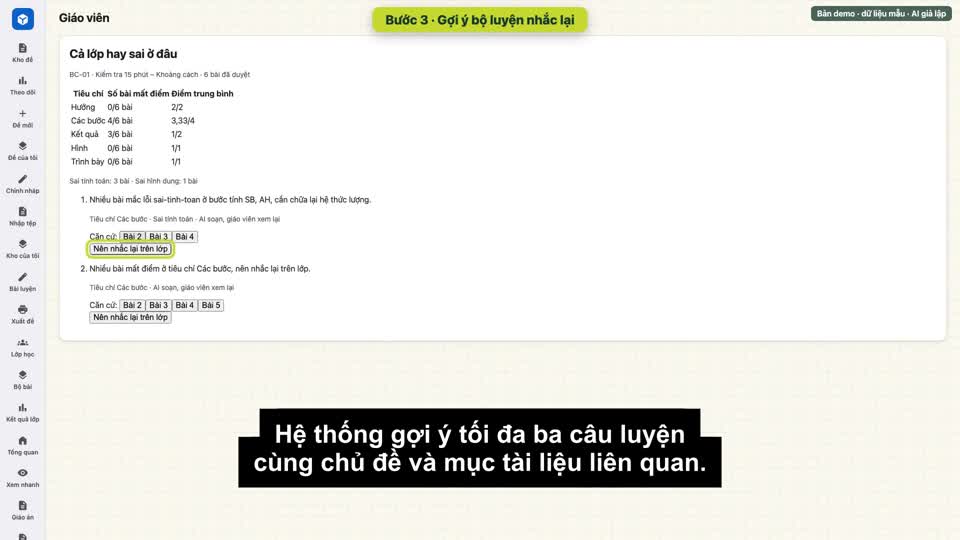 Giáo viên
Bước 3 · Gợi ý bộ luyện nhắc lại
Bản demo · dữ liệu mẫu · AI giả lập
Kho đề
Theo dõi
Đề mới
Đề của tôi
Chỉnh nháp
Nhập tệp
Kho của tôi
Bài luyện
Xuất đề
Lớp học
Bộ bài
Kết quả lớp
Tổng quan
Xem nhanh
Giáo án
Cả lớp hay sai ở đâu
BC-01 · Kiểm tra 15 phút – Khoảng cách · 6 bài đã duyệt
Tiêu chí Số bài mất điểm Điểm trung bình
Hướng 0/6 bài 2/2
Các bước 4/6 bài 3,33/4
Kết quả 3/6 bài 1/2
Hình 0/6 bài 1/1
Trình bày 0/6 bài 1/1
Sai tính toán: 3 bài · Sai hình dung: 1 bài
1. Nhiều bài mắc lỗi sai-tinh-toan ở bước tính SB, AH, cần chữa lại hệ thức lượng.
Tiêu chí Các bước · Sai tính toán · AI soạn, giáo viên xem lại
Căn cứ: Bài 2 Bài 3 Bài 4
Nên nhắc lại trên lớp
2. Nhiều bài mất điểm ở tiêu chí Các bước, nên nhắc lại trên lớp.
Tiêu chí Các bước · AI soạn, giáo viên xem lại
Căn cứ: Bài 2 Bài 3 Bài 4 Bài 5
Nên nhắc lại trên lớp
Hệ thống gợi ý tối đa ba câu luyện
cùng chủ đề và mục tài liệu liên quan.